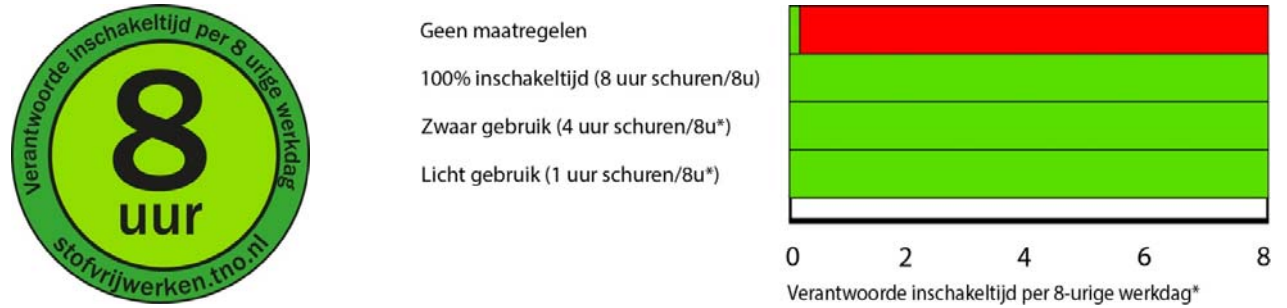 Verantwoorde inschakeltijd per 8 urige werkdag
8
uur
stofvrijwerken.tno.nl
Geen maatregelen
100% inschakeltijd (8 uur schuren/8u)
Zwaar gebruik (4 uur schuren/8u*)
Licht gebruik (1 uur schuren/8u*)
0 2 4 6 8
Verantwoorde inschakeltijd per 8-urige werkdag*